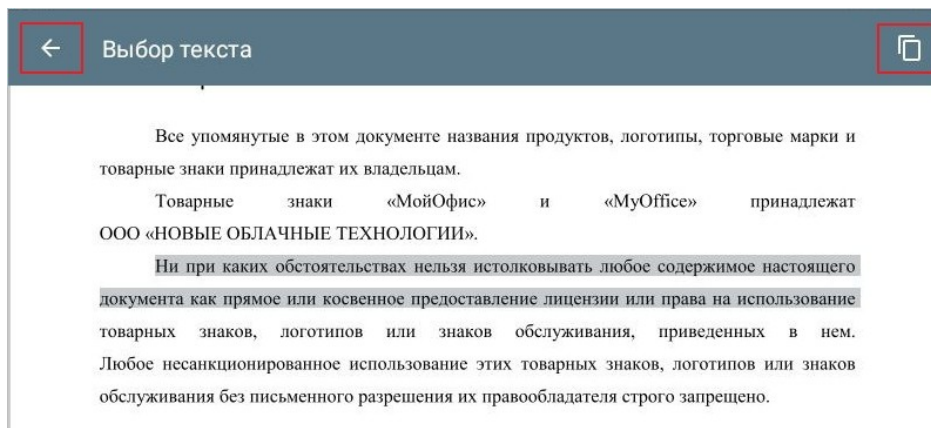 Выбор текста
Все упомянутые в этом документе названия продуктов, логотипы, торговые марки и
товарные знаки принадлежат их владельцам.
Товарные знаки «МойОфис» и «MyOffice» принадлежат
ООО «НОВЫЕ ОБЛАЧНЫЕ ТЕХНОЛОГИИ».
Ни при каких обстоятельствах нельзя истолковывать любое содержимое настоящего
документа как прямое или косвенное предоставление лицензии или права на использование
товарных знаков, логотипов или знаков обслуживания, приведенных в нем.
Любое несанкционированное использование этих товарных знаков, логотипов или знаков
обслуживания без письменного разрешения их правообладателя строго запрещено.